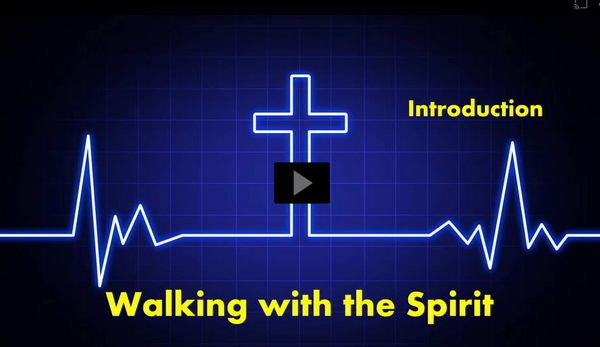 Introduction
Walking with the Spirit